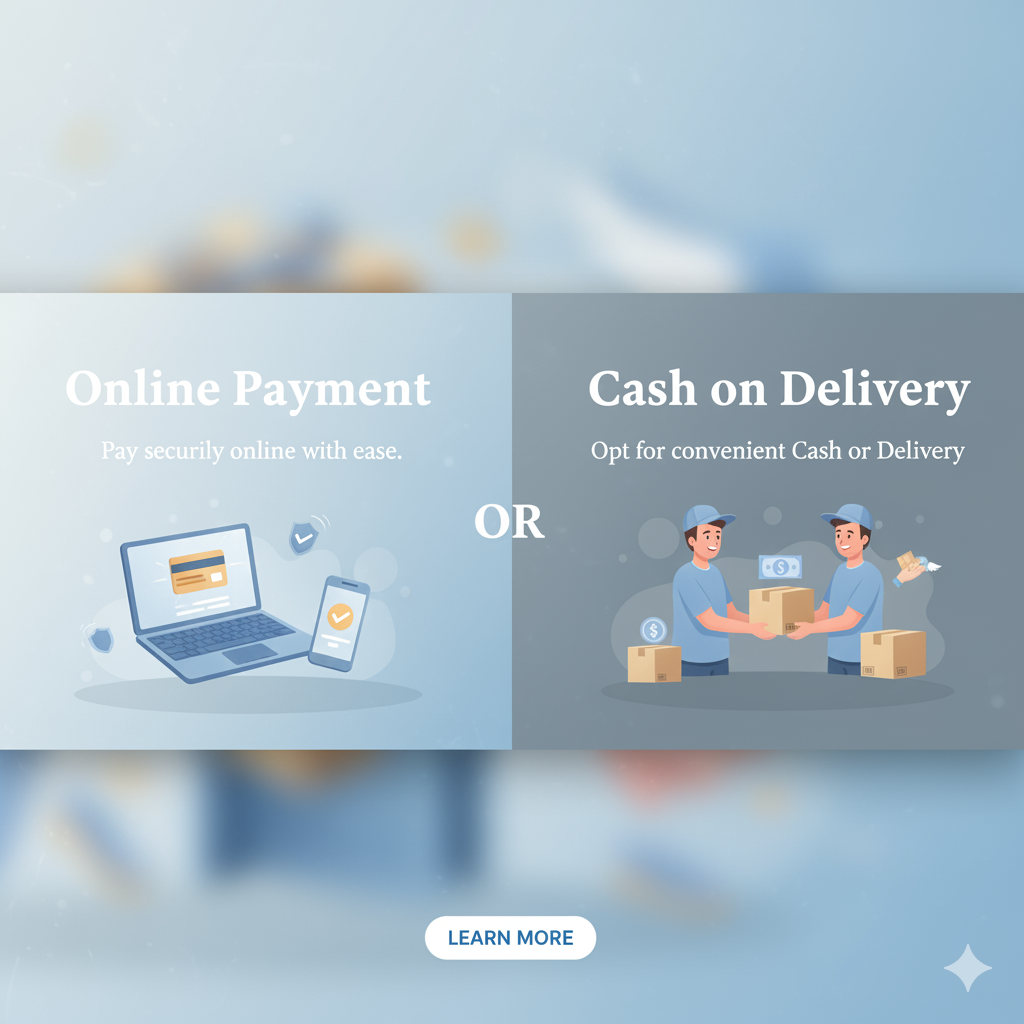 Online Payment
Pay securily online with ease.
OR
Cash on Delivery
Opt for convenient Cash or Delivery
LEARN MORE